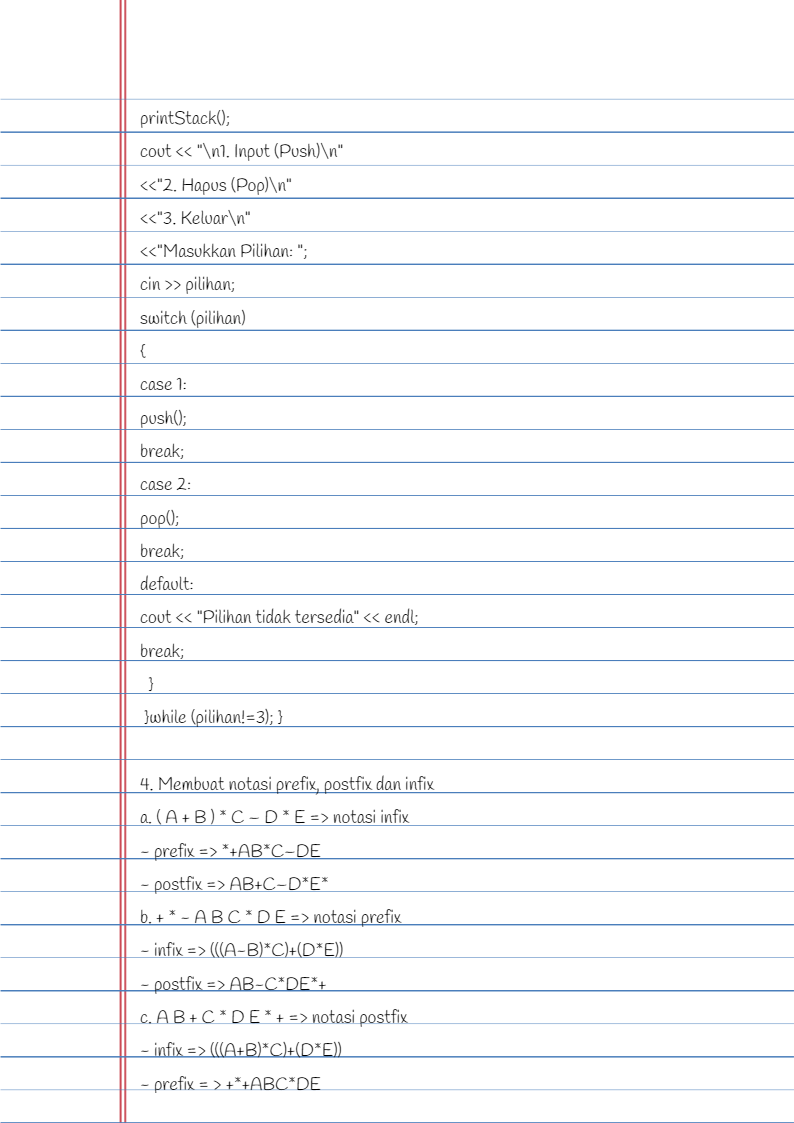 printStack();
cout << "\n1. Input (Push)\n"
<<"2. Hapus (Pop)\n"
<<"3. Keluar\n"
<<"Masukkan Pilihan: ";
cin >> pilihan;
switch (pilihan)
{
case 1:
push();
break;
case 2:
pop();
break;
default:
cout << "Pilihan tidak tersedia" << endl;
break;
}
}while (pilihan!=3); }
4. Membuat notasi prefix, postfix dan infix
a. ( A + B ) * C – D * E => notasi infix
- prefix => *+AB*C–DE
- postfix => AB+C–D*E*
b. + * – A B C * D E => notasi prefix
- infix => (((A-B)*C)+(D*E))
- postfix => AB-C*DE*+
c. A B + C * D E * + => notasi postfix
- infix => (((A+B)*C)+(D*E))
- prefix = > +*+ABC*DE